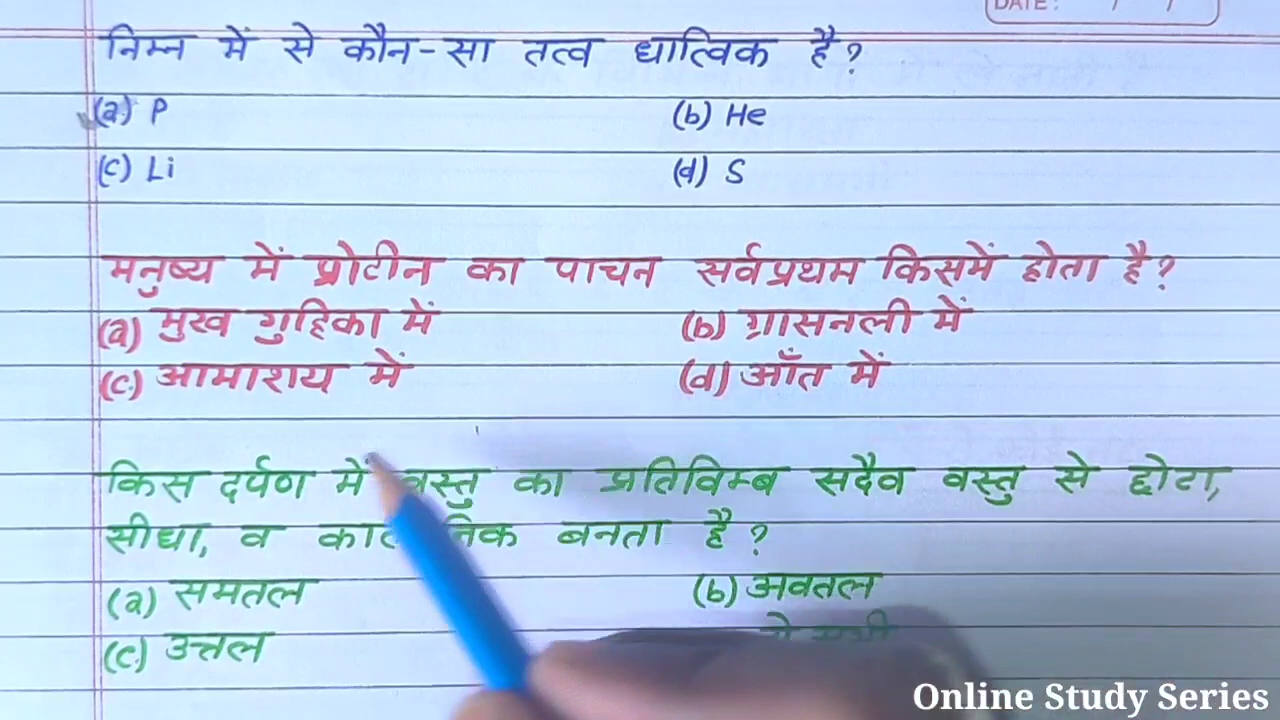 DATE: / /
निम्न में से कौन-सा तत्व धात्विक है?
(a) P (b) He
(c) Li (d) S
मनुष्य में प्रोटीन का पाचन सर्वप्रथम किसमें होता है?
(a) मुख गुहिका में (b) ग्रासनली में
(c) आमाशय में (d) आँत में
किस दर्पण में वस्तु का प्रतिविम्ब सदैव वस्तु से छोटा,
सीधा, व बनता है?
(a) समतल (b) अवतल
(c) उत्तल
Online Study Series